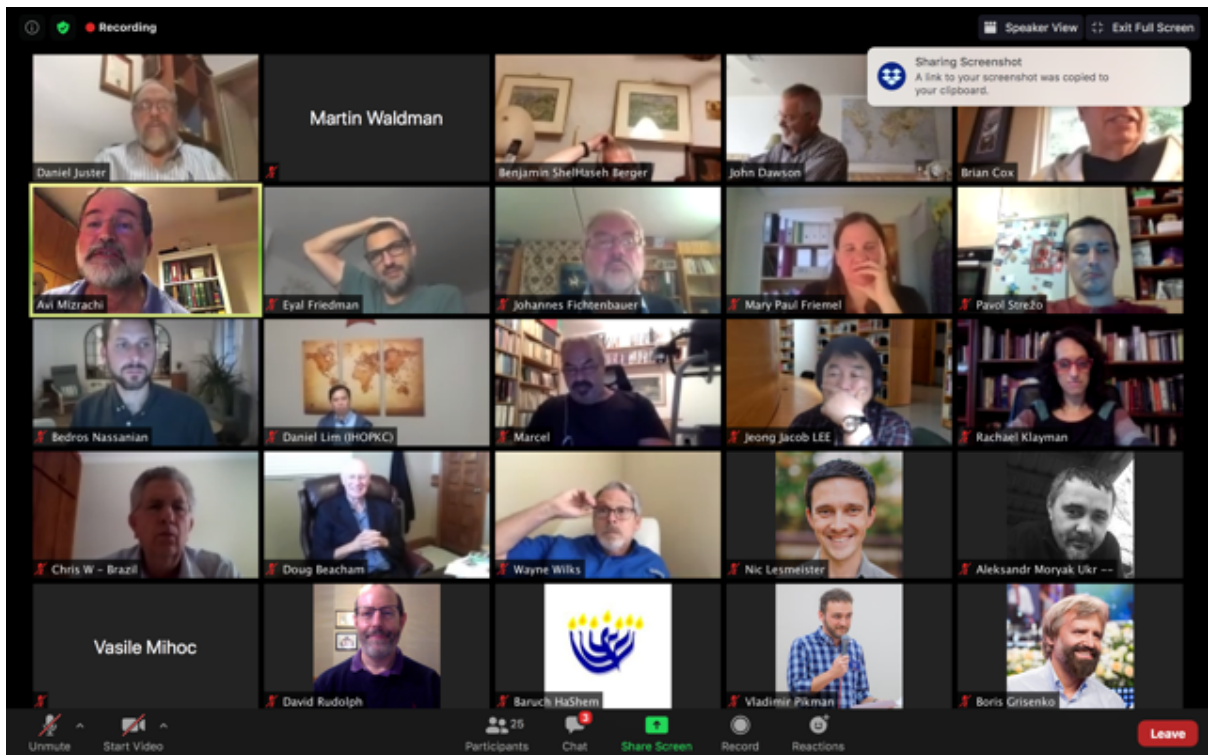 Recording
Speaker View
Exit Full Screen
Sharing Screenshot
A link to your screenshot was copied to
your clipboard.
Daniel Juster
Martin Waldman
Benjamin ShelHaseh Berger
John Dawson
Brian Cox
Avi Mizrachi
Eyal Friedman
Johannes Fichtenbauer
Mary Paul Friemel
Pavol Strežo
Bedros Nassanian
Daniel Lim (IHOPKC)
Marcel
Jeong Jacob LEE
Rachael Klayman
Chris W - Brazil
Doug Beacham
Wayne Wilks
Nic Lesmeister
Aleksandr Moryak Ukr --
Vasile Mihoc
David Rudolph
Baruch HaShem
Vladimir Pikman
Boris Grisenko
Unmute
Start Video
Participants
25
Chat
3
Share Screen
Record
Reactions
Leave